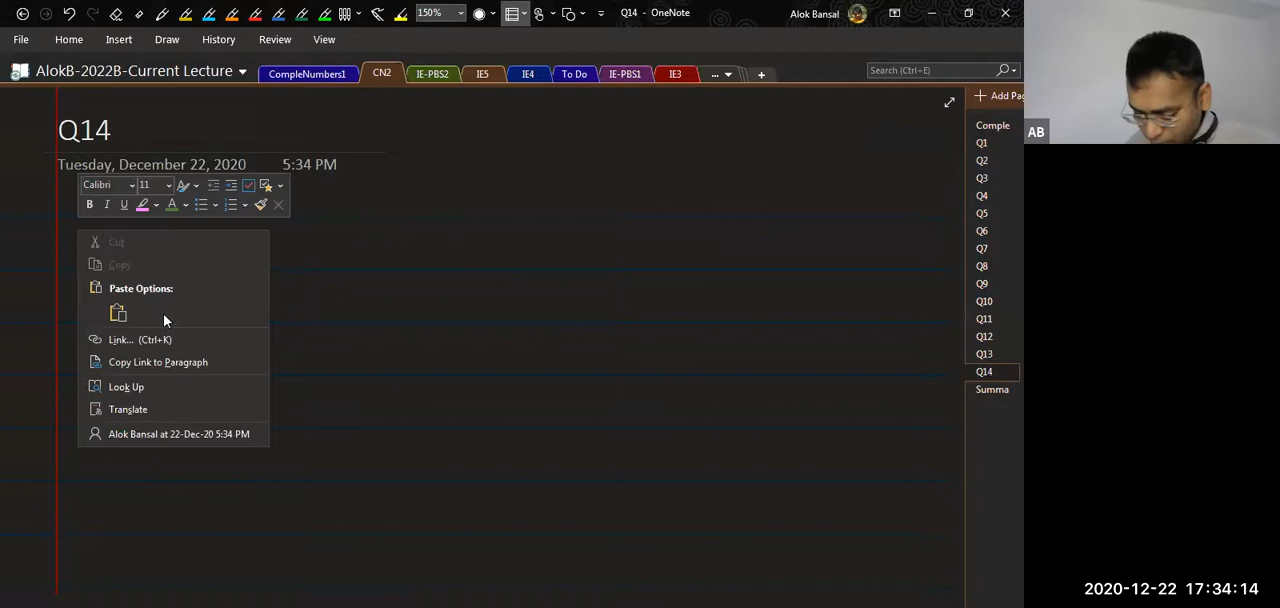 150%
Q14 - OneNote
Alok Bansal
File Home Insert Draw History Review View
AlokB-2022B-Current Lecture
CompleNumbers1 CN2 IE-PBS2 IE5 IE4 To Do IE-PBS1 IE3 ... +
Search (Ctrl+E)
Add Pag
Q14
Tuesday, December 22, 2020 5:34 PM
Calibri 11
B I U A
Cut
Copy
Paste Options:
Link... (Ctrl+K)
Copy Link to Paragraph
Look Up
Translate
Alok Bansal at 22-Dec-20 5:34 PM
Comple
Q1
Q2
Q3
Q4
Q5
Q6
Q7
Q8
Q9
Q10
Q11
Q12
Q13
Q14
Summa
AB
2020-12-22 17:34:14